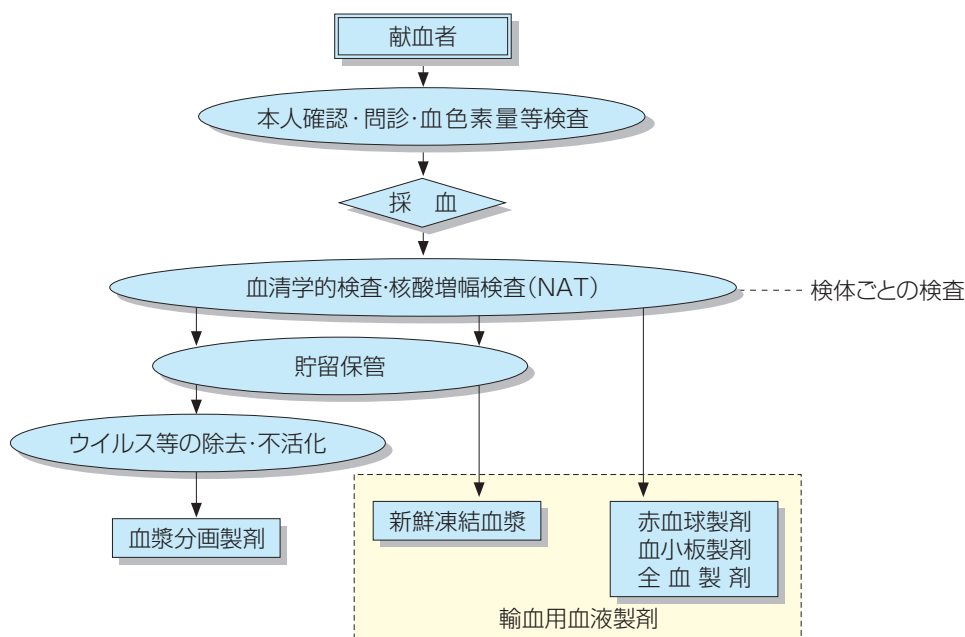 献血者
本人確認・問診・血色素量等検査
採 血
血清学的検査・核酸増幅検査(NAT)
検体ごとの検査
貯留保管
ウイルス等の除去・不活化
血漿分画製剤
新鮮凍結血漿
赤血球製剤
血小板製剤
全血製剤
輸血用血液製剤